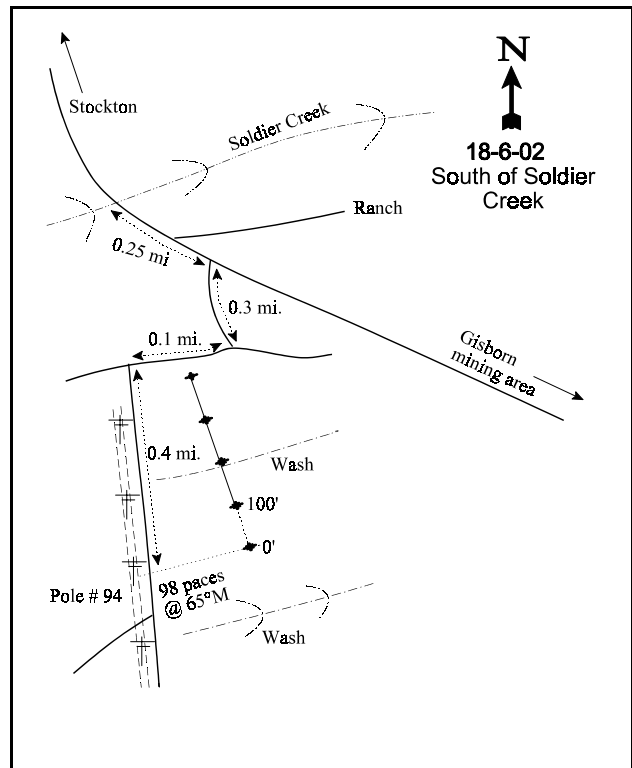 N
18-6-02
South of Soldier
Creek
Stockton
Soldier Creek
Ranch
0.25 mi
0.3 mi.
0.1 mi.
Gisborn
mining area
0.4 mi.
Wash
100'
0'
98 paces
@ 65°M
Pole # 94
Wash